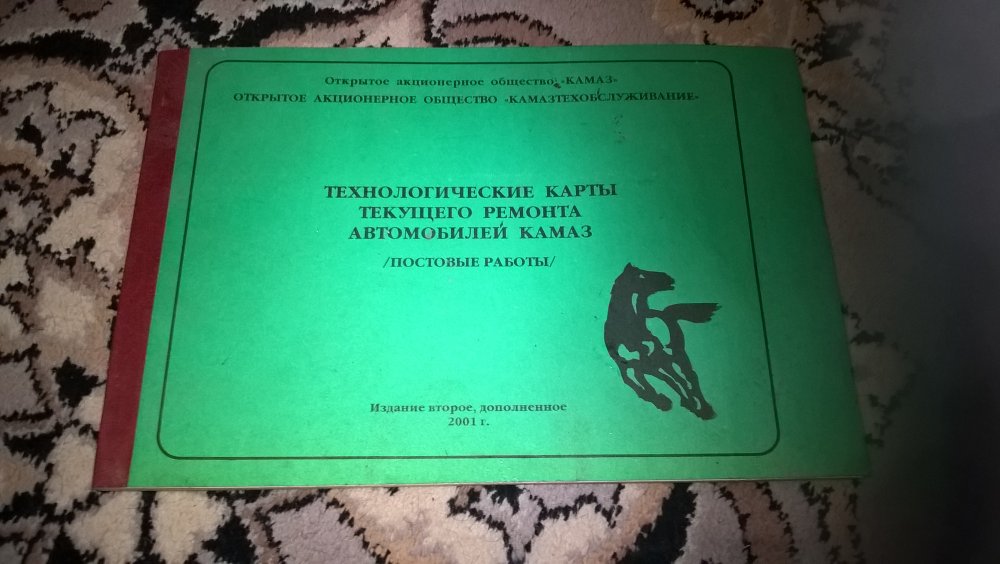 Открытое акционерное общество «КАМАЗ»
ОТКРЫТОЕ АКЦИОНЕРНОЕ ОБЩЕСТВО «КАМАЗТЕХОБСЛУЖИВАНИЕ»
ТЕХНОЛОГИЧЕСКИЕ КАРТЫ
ТЕКУЩЕГО РЕМОНТА
АВТОМОБИЛЕЙ КАМАЗ
/ПОСТОВЫЕ РАБОТЫ/
Издание второе, дополненное
2001 г.